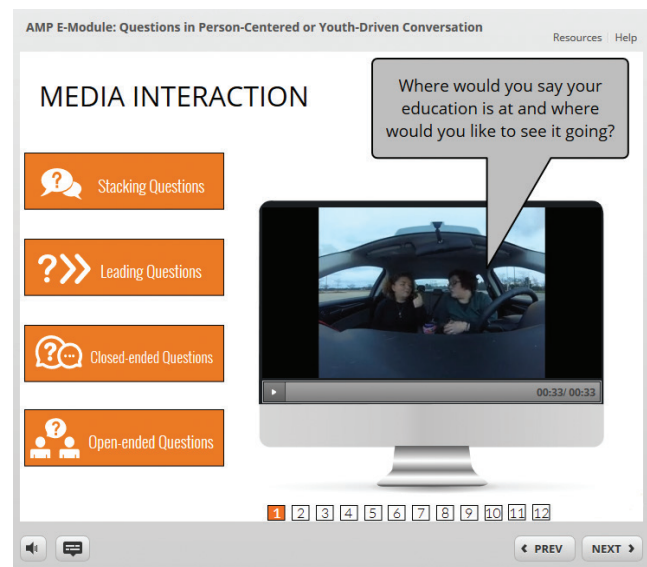 AMP E-Module: Questions in Person-Centered or Youth-Driven Conversation
Resources Help
MEDIA INTERACTION
Where would you say your
education is at and where
would you like to see it going?
? Stacking Questions
? Leading Questions
? Closed-ended Questions
? Open-ended Questions
00:33/ 00:33
1 2 3 4 5 6 7 8 9 10 11 12
PREV NEXT